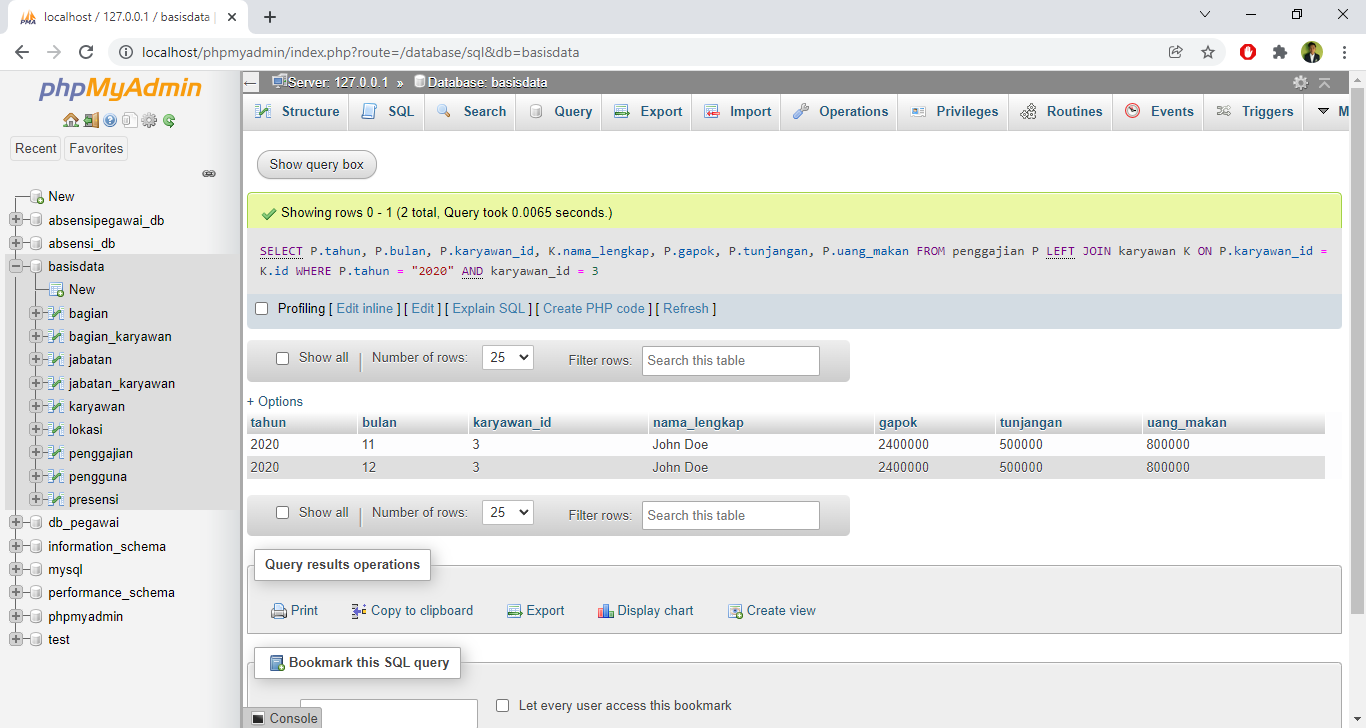 localhost / 127.0.0.1 / basisdata |
localhost/phpmyadmin/index.php?route=/database/sql&db=basisdata
phpMyAdmin
Recent Favorites
New
absensipegawai_db
absensi_db
basisdata
New
bagian
bagian_karyawan
jabatan
jabatan_karyawan
karyawan
lokasi
penggajian
pengguna
presensi
db_pegawai
information_schema
mysql
performance_schema
phpmyadmin
test
Server: 127.0.0.1 » Database: basisdata
Structure SQL Search Query Export Import Operations Privileges Routines Events Triggers M
Show query box
Showing rows 0 - 1 (2 total, Query took 0.0065 seconds.)
SELECT P.tahun, P.bulan, P.karyawan_id, K.nama_lengkap, P.gapok, P.tunjangan, P.uang_makan FROM penggajian P LEFT JOIN karyawan K ON P.karyawan_id =
K.id WHERE P.tahun = "2020" AND karyawan_id = 3
Profiling [ Edit inline ] [ Edit ] [ Explain SQL ] [ Create PHP code ] [ Refresh ]
Show all | Number of rows: 25 Filter rows: Search this table
+ Options
tahun bulan karyawan_id nama_lengkap gapok tunjangan uang_makan
2020 11 3 John Doe 2400000 500000 800000
2020 12 3 John Doe 2400000 500000 800000
Show all | Number of rows: 25 Filter rows: Search this table
Query results operations
Print Copy to clipboard Export Display chart Create view
Bookmark this SQL query
Let every user access this bookmark
Console